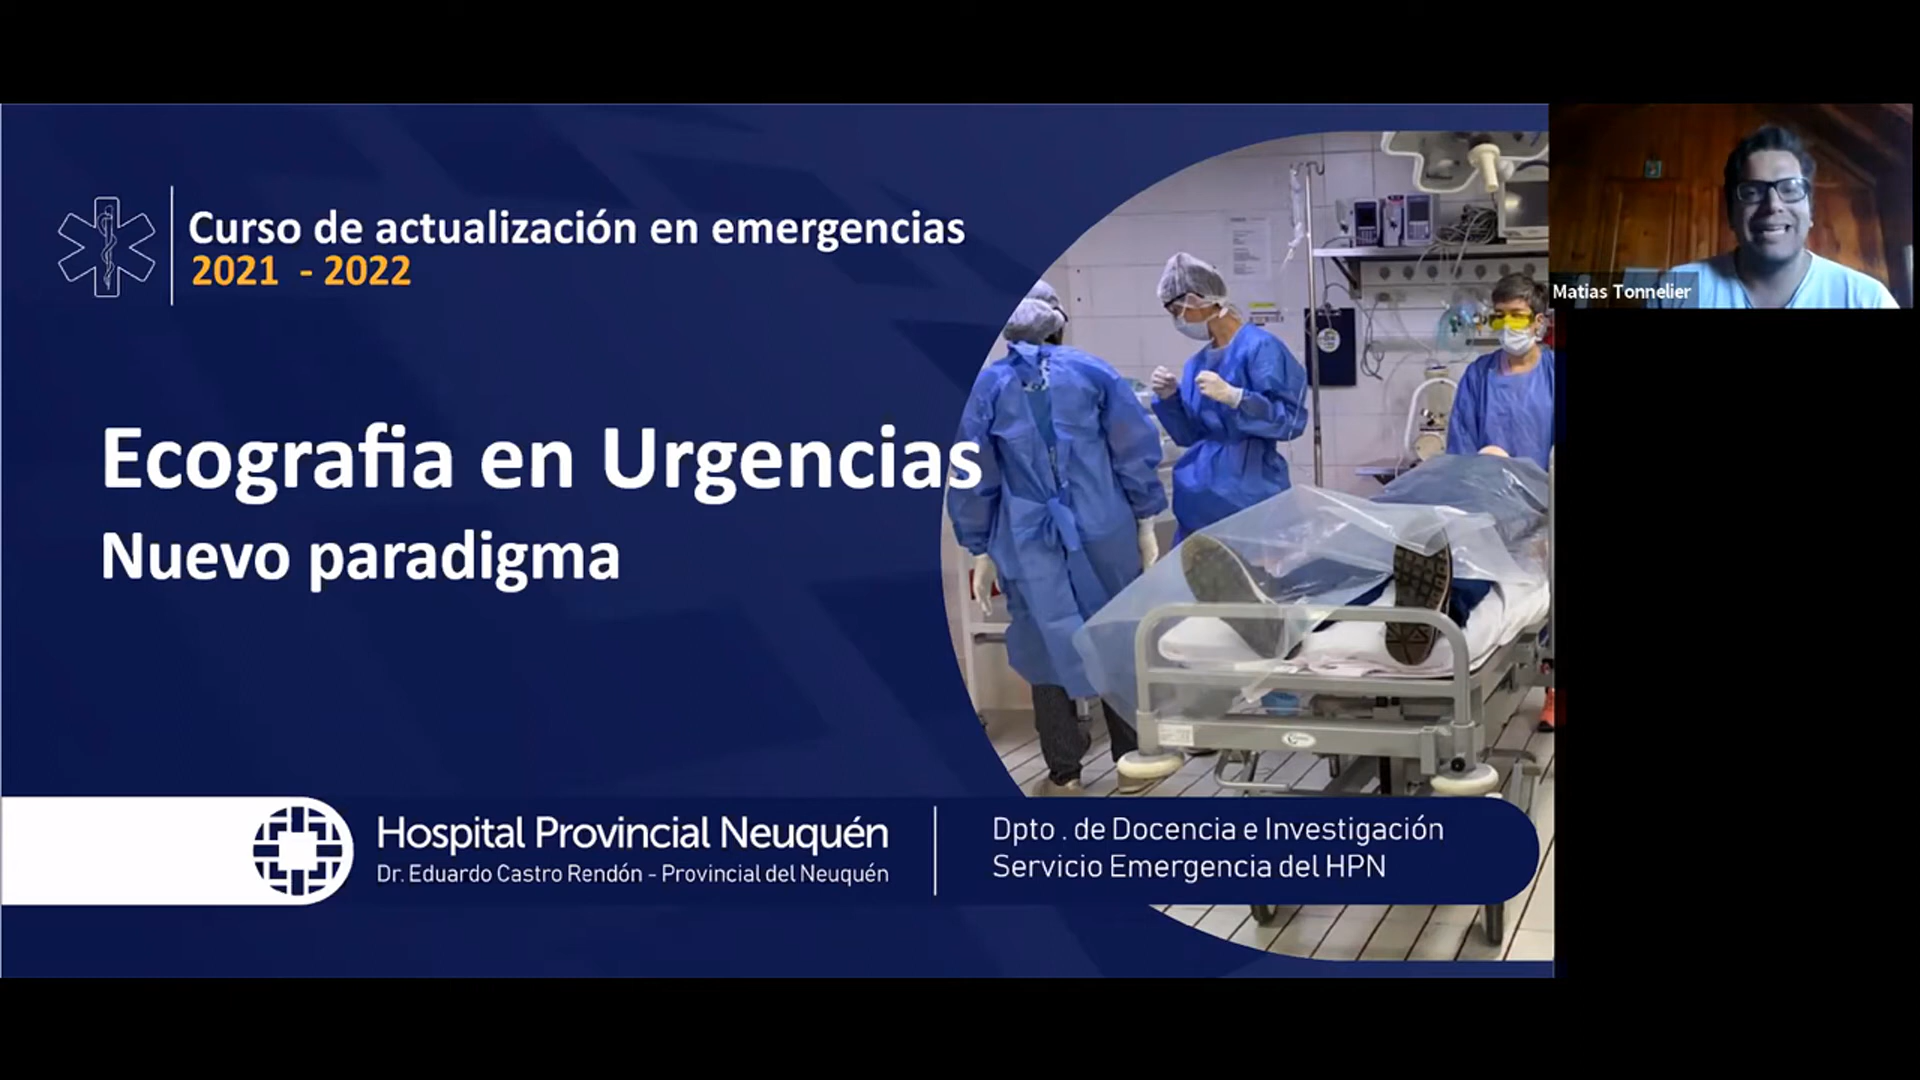 Curso de actualización en emergencias
2021 - 2022
Ecografia en Urgencias
Nuevo paradigma
Hospital Provincial Neuquén
Dr. Eduardo Castro Rendón - Provincial del Neuquén
Dpto . de Docencia e Investigación
Servicio Emergencia del HPN
Matias Tonnelier